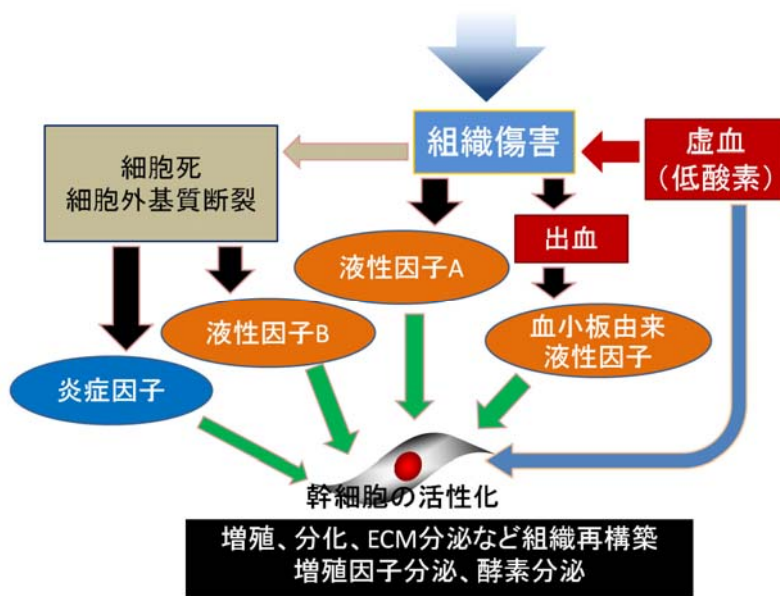 組織傷害
虚血
（低酸素）
細胞死
細胞外基質断裂
出血
液性因子A
液性因子B
血小板由来
液性因子
炎症因子
幹細胞の活性化
増殖、分化、ECM分泌など組織再構築
増殖因子分泌、酵素分泌